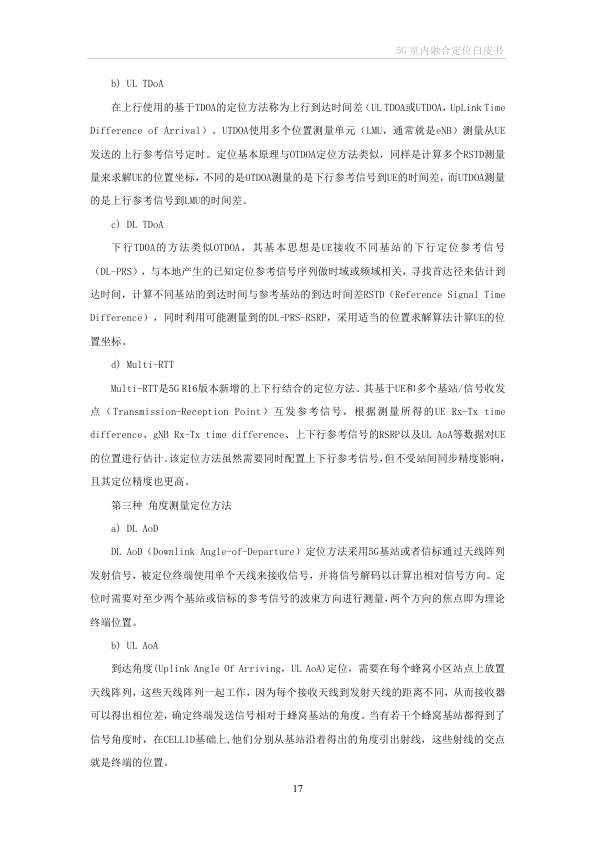 5G 室内融合定位白皮书
b) UL TDoA
在上行使用的基于TDOA的定位方法称为上行到达时间差（UL TDOA或UTDOA，UpLink Time
Difference of Arrival）。UTDOA使用多个位置测量单元（LMU，通常就是eNB）测量从UE
发送的上行参考信号定时。定位基本原理与OTDOA定位方法类似，同样是计算多个RSTD测量
量来求解UE的位置坐标，不同的是OTDOA测量的是下行参考信号到UE的时间差，而UTDOA测量
的是上行参考信号到LMU的时间差。
c) DL TDoA
下行TDOA的方法类似OTDOA，其基本思想是UE接收不同基站的下行定位参考信号
（DL-PRS），与本地产生的已知定位参考信号序列做时域或频域相关，寻找首达径来估计到
达时间，计算不同基站的到达时间与参考基站的到达时间差RSTD（Reference Signal Time
Difference），同时利用可能测量到的DL-PRS-RSRP，采用适当的位置求解算法计算UE的位
置坐标。
d) Multi-RTT
Multi-RTT是5G R16版本新增的上下行结合的定位方法。其基于UE和多个基站/信号收发
点（Transmission-Reception Point）互发参考信号，根据测量所得的UE Rx-Tx time
difference、gNB Rx-Tx time difference、上下行参考信号的RSRP以及UL AoA等数据对UE
的位置进行估计。该定位方法虽然需要同时配置上下行参考信号，但不受站间同步精度影响，
且其定位精度也更高。
第三种 角度测量定位方法
a) DL AoD
DL AoD（Downlink Angle-of-Departure）定位方法采用5G基站或者信标通过天线阵列
发射信号，被定位终端使用单个天线来接收信号，并将信号解码以计算出相对信号方向。定
位时需要对至少两个基站或信标的参考信号的波束方向进行测量，两个方向的焦点即为理论
终端位置。
b) UL AoA
到达角度(Uplink Angle Of Arriving，UL AoA)定位，需要在每个蜂窝小区站点上放置
天线阵列，这些天线阵列一起工作，因为每个接收天线到发射天线的距离不同，从而接收器
可以得出相位差，确定终端发送信号相对于蜂窝基站的角度。当有若干个蜂窝基站都得到了
信号角度时，在CELLID基础上,他们分别从基站沿着得出的角度引出射线，这些射线的交点
就是终端的位置。
17